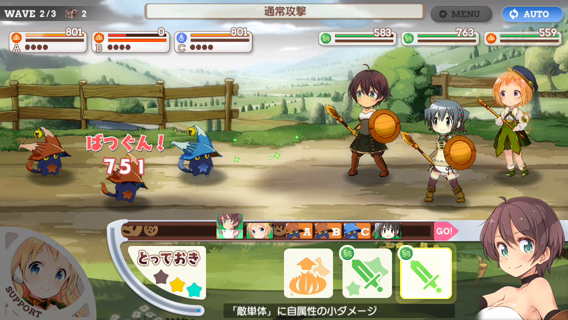 WAVE 2/3 2
通常攻撃
MENU
AUTO
801
A
0
B
801
C
583
763
559
ばつぐん!
751
A
B
C
GO!
とっておき
SUPPORT
「敵単体」に自属性の小ダメージ